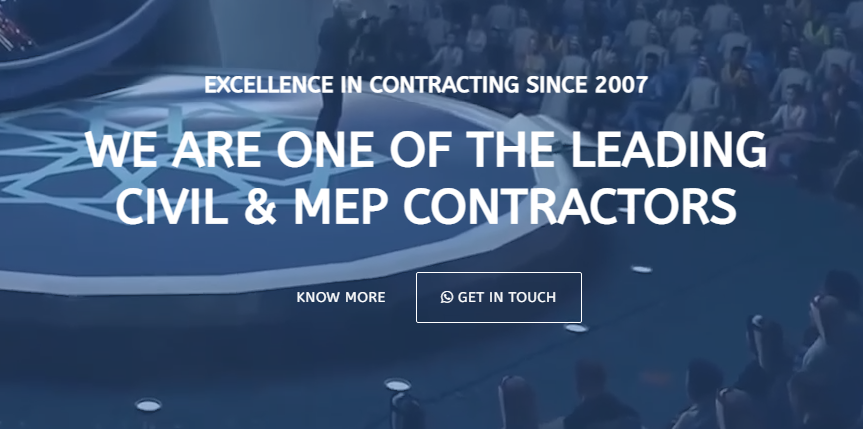 EXCELLENCE IN CONTRACTING SINCE 2007
WE ARE ONE OF THE LEADING
CIVIL & MEP CONTRACTORS
KNOW MORE
GET IN TOUCH